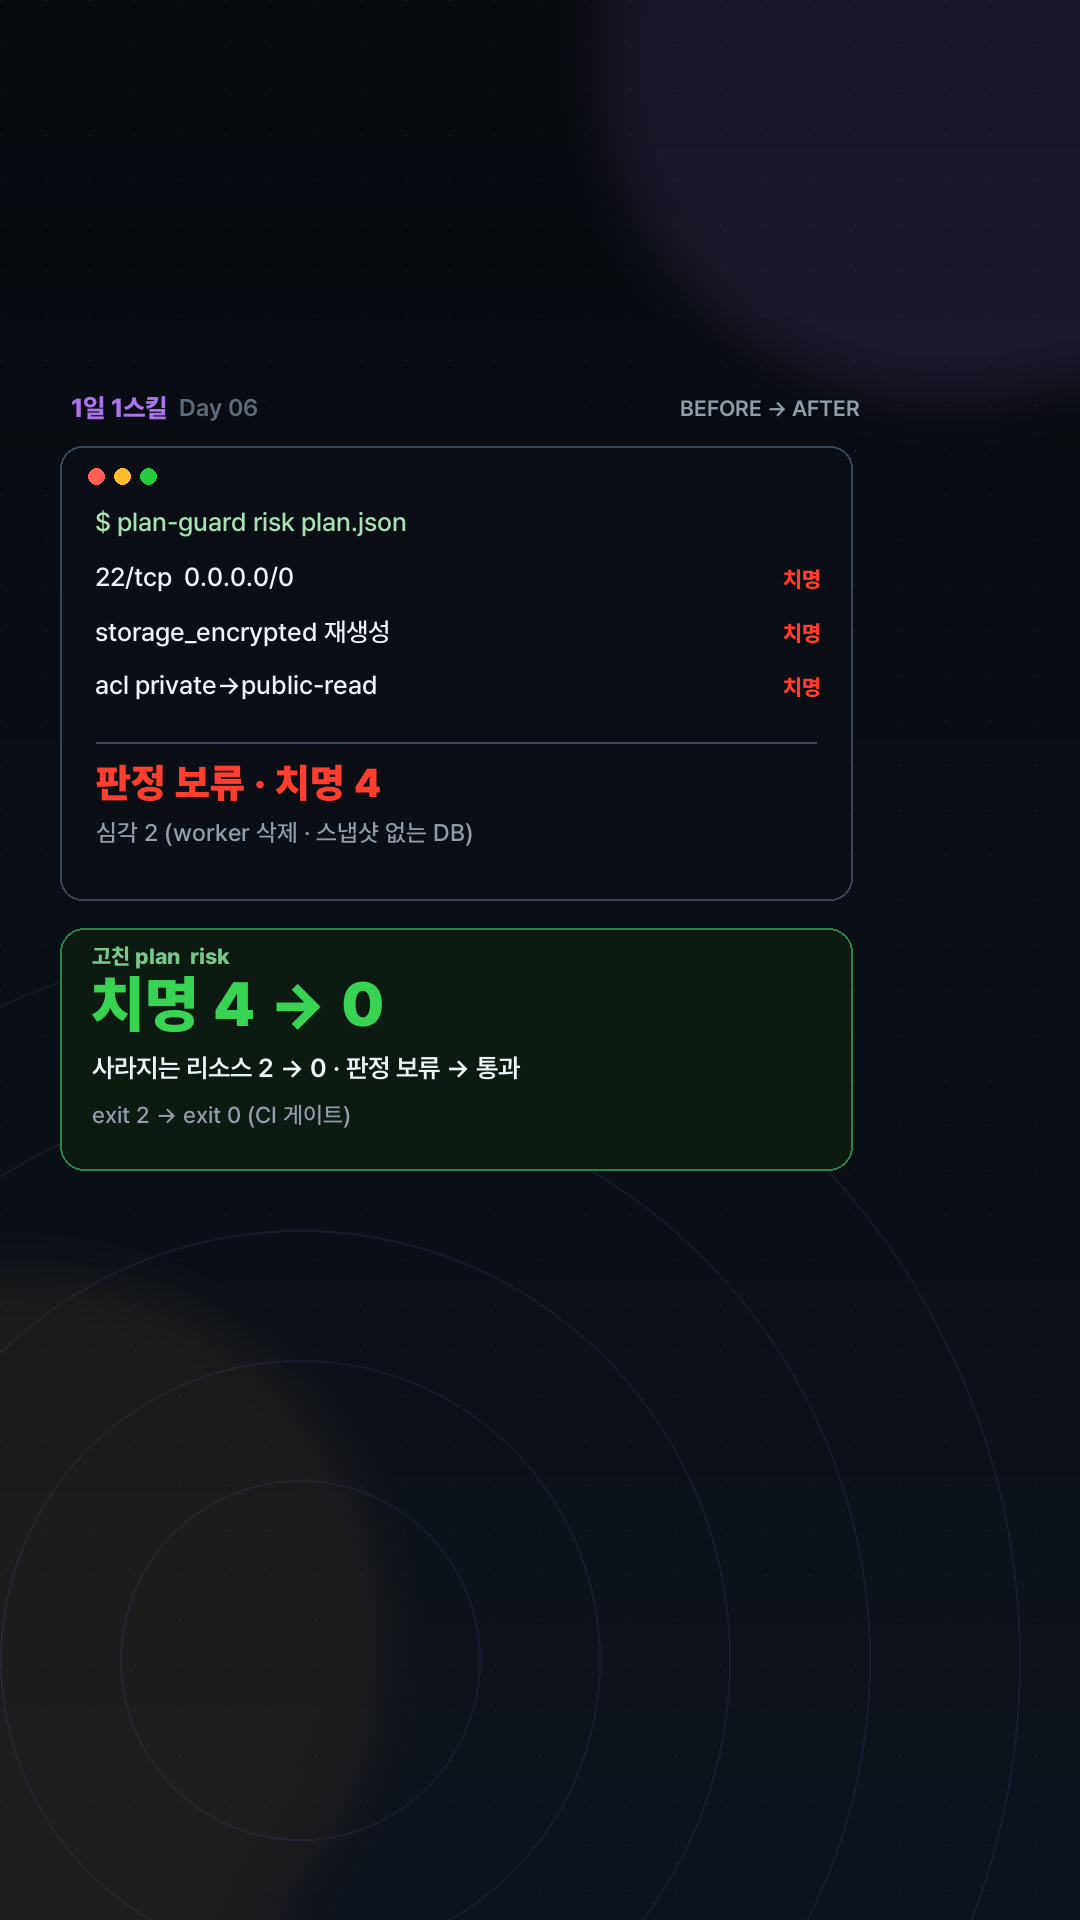 1일 1스킬 Day 06
BEFORE → AFTER
$ plan-guard risk plan.json
22/tcp 0.0.0.0/0 치명
storage_encrypted 재생성 치명
acl private→public-read 치명
판정 보류 · 치명 4
심각 2 (worker 삭제 · 스냅샷 없는 DB)
고친 plan risk
치명 4 → 0
사라지는 리소스 2 → 0 · 판정 보류 → 통과
exit 2 → exit 0 (CI 게이트)